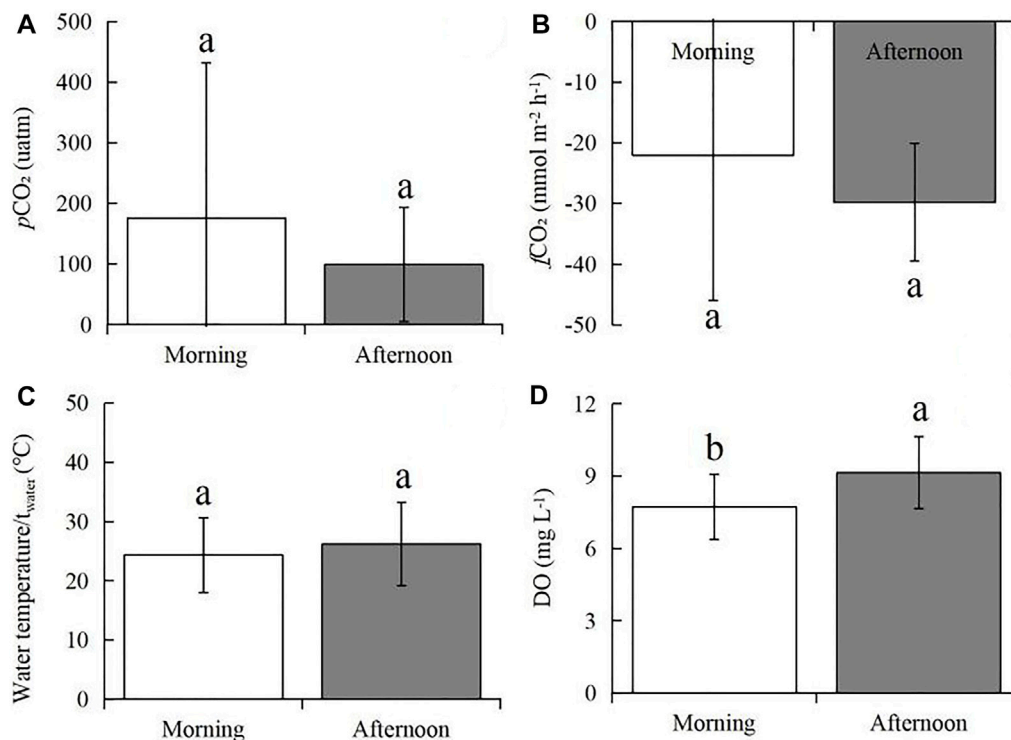 A
500
400
300
200
100
0
pCO₂ (uatm)
a
a
Morning
Afternoon
B
0
-10
-20
-30
-40
-50
fCO₂ (mmol m⁻² h⁻¹)
Morning
Afternoon
a
a
C
50
40
30
20
10
0
Water temperature/t_water (°C)
a
a
Morning
Afternoon
D
12
9
6
3
0
DO (mg L⁻¹)
b
a
Morning
Afternoon